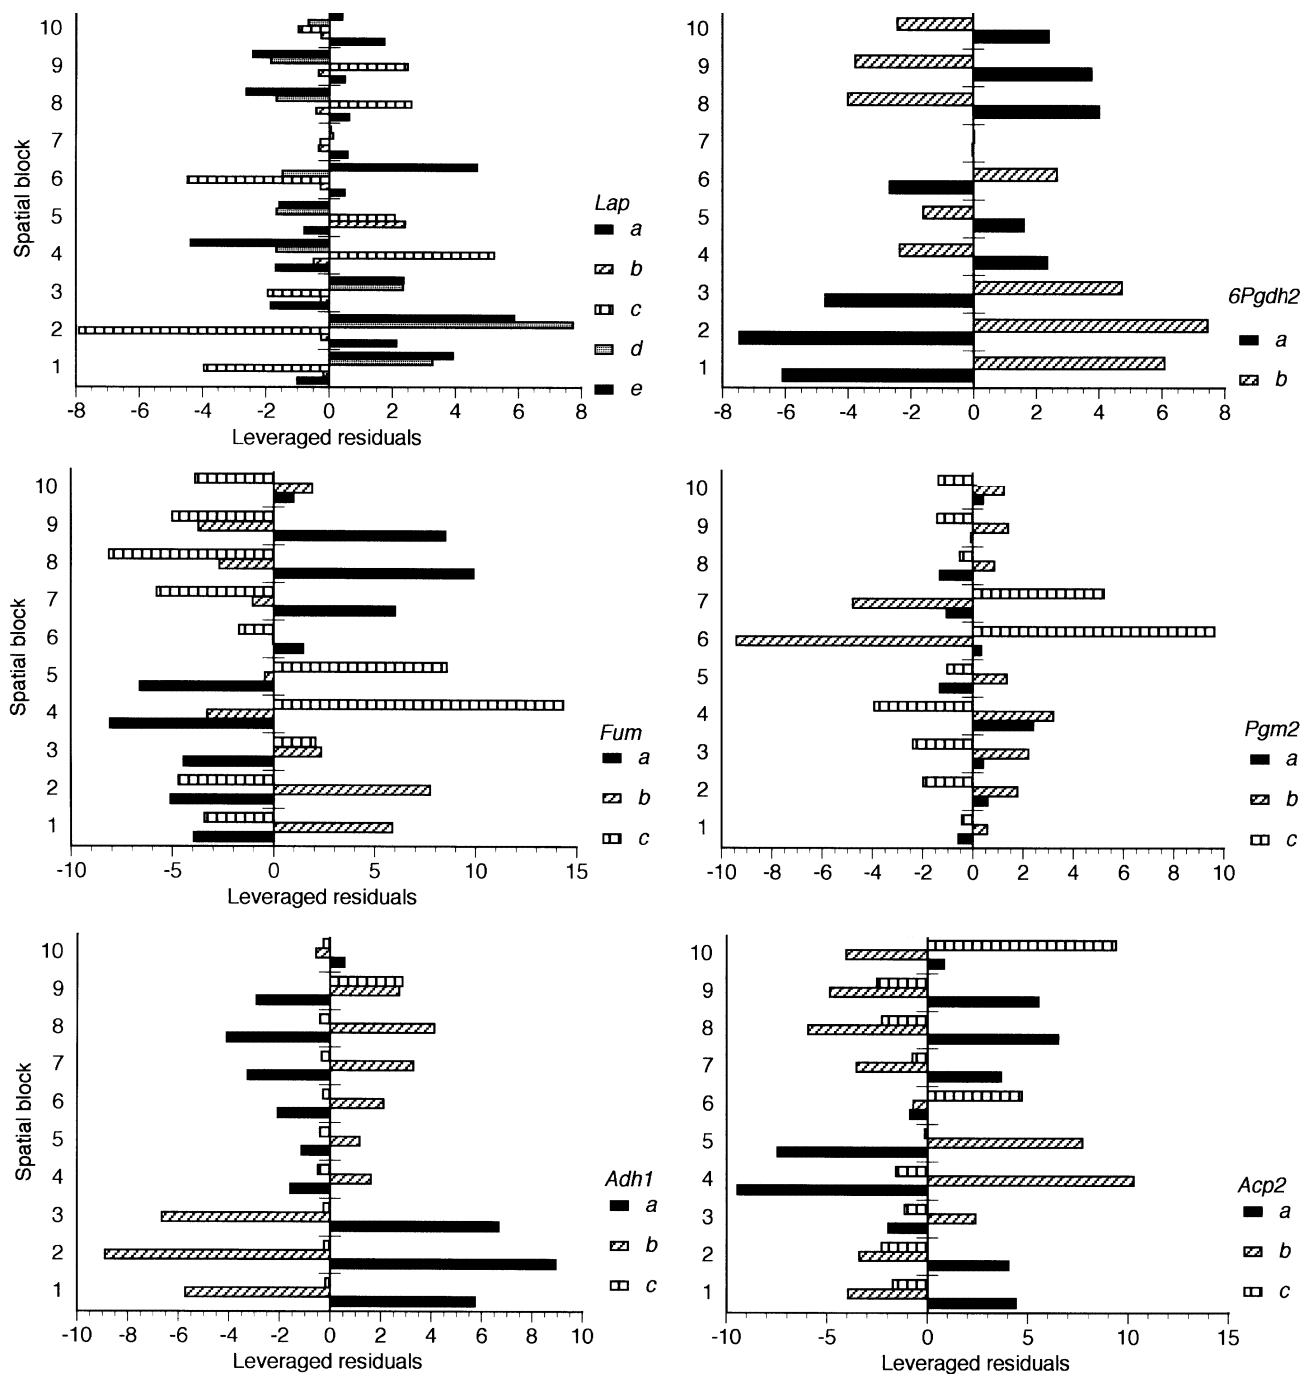 Spatial block
10
9
8
7
6
5
4
3
2
1
-8 -6 -4 -2 0 2 4 6 8
Leveraged residuals
Lap
a
b
c
d
e
10
9
8
7
6
5
4
3
2
1
-8 -6 -4 -2 0 2 4 6 8
6Pgdh2
a
b
Spatial block
10
9
8
7
6
5
4
3
2
1
-10 -5 0 5 10 15
Leveraged residuals
Fum
a
b
c
10
9
8
7
6
5
4
3
2
1
-10 -8 -6 -4 -2 0 2 4 6 8 10
Pgm2
a
b
c
Spatial block
10
9
8
7
6
5
4
3
2
1
-10 -8 -6 -4 -2 0 2 4 6 8 10
Leveraged residuals
Adh1
a
b
c
10
9
8
7
6
5
4
3
2
1
-10 -5 0 5 10 15
Leveraged residuals
Acp2
a
b
c